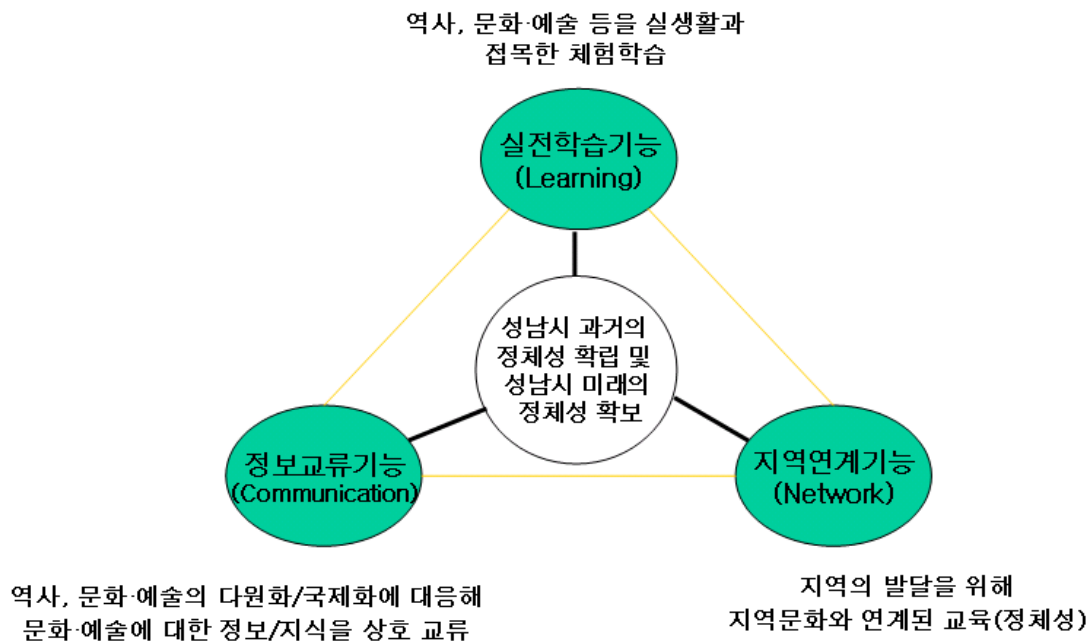 역사, 문화·예술 등을 실생활과
접목한 체험학습
실전학습기능
(Learning)
성남시 과거의
정체성 확립 및
성남시 미래의
정체성 확보
정보교류기능
(Communication)
지역연계기능
(Network)
역사, 문화·예술의 다원화/국제화에 대응해
문화·예술에 대한 정보/지식을 상호 교류
지역의 발달을 위해
지역문화와 연계된 교육(정체성)